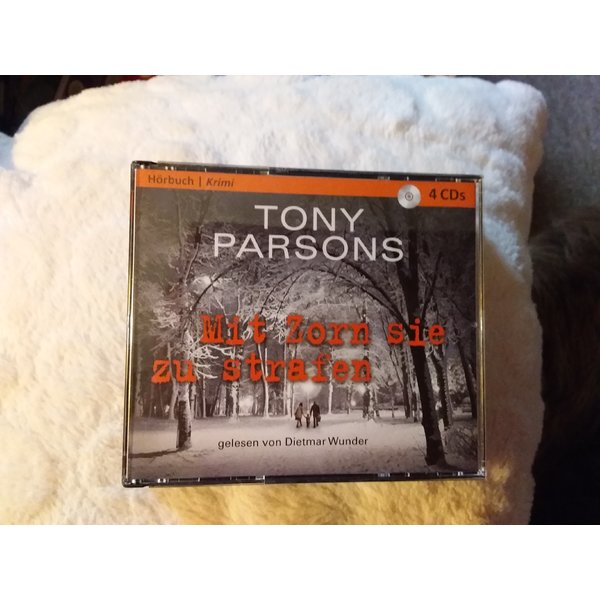 Hörbuch | Krimi
4 CDs
TONY
PARSONS
Mit Zorn sie
zu strafen
gelesen von Dietmar Wunder